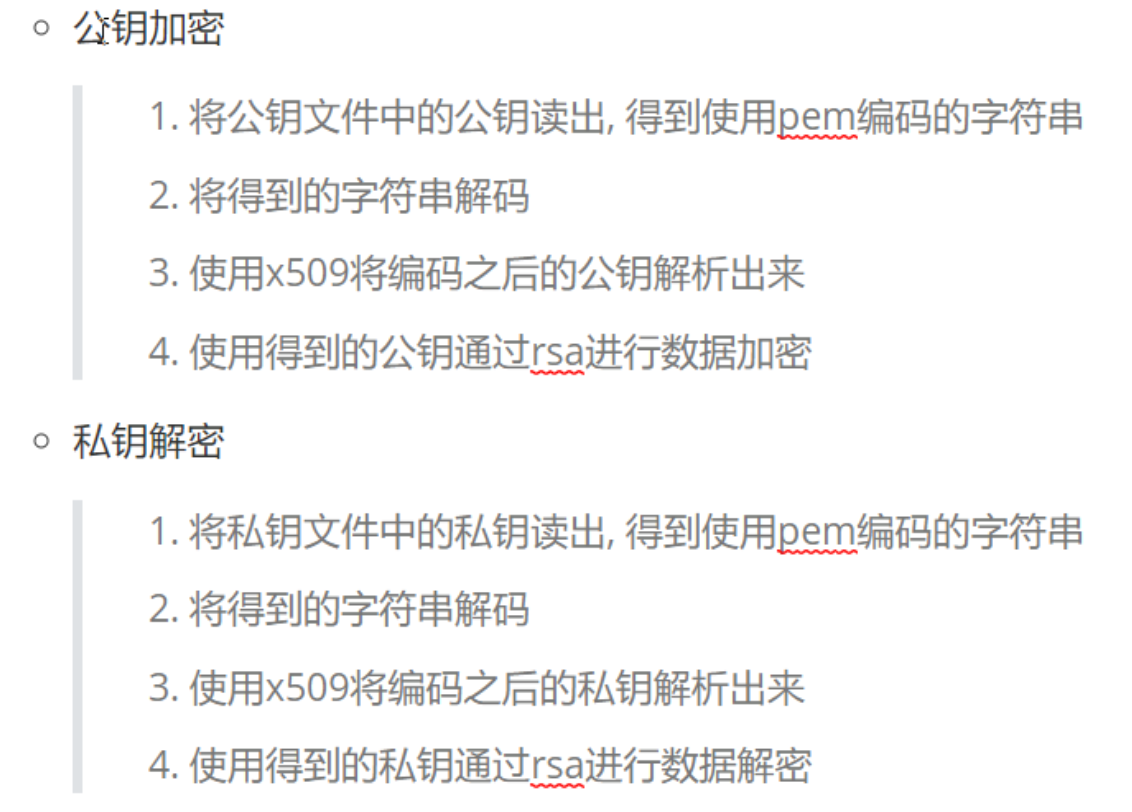 公钥加密
1. 将公钥文件中的公钥读出, 得到使用pem编码的字符串
2. 将得到的字符串解码
3. 使用x509将编码之后的公钥解析出来
4. 使用得到的公钥通过rsa进行数据加密
私钥解密
1. 将私钥文件中的私钥读出, 得到使用pem编码的字符串
2. 将得到的字符串解码
3. 使用x509将编码之后的私钥解析出来
4. 使用得到的私钥通过rsa进行数据解密